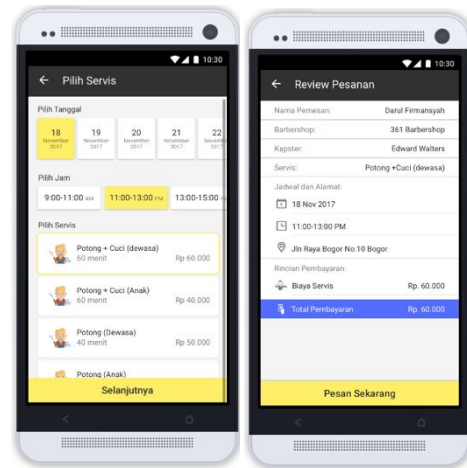 10:30
Pilih Servis
Pilih Tanggal
18 19 20 21 22
November November November November November
2017 2017 2017 2017 2017
Pilih Jam
9:00-11:00 AM 11:00-13:00 PM 13:00-15:00
Pilih Servis
Potong + Cuci (dewasa)
60 menit Rp 60.000
Potong + Cuci (Anak)
60 menit Rp 40.000
Potong (Dewasa)
40 menit Rp 50.000
Potong (Anak)
Selanjutnya
10:30
Review Pesanan
Nama Pemesan: Darul Firmansyah
Barbershop: 361 Barbershop
Kapster: Edward Walters
Servis: Potong +Cuci (dewasa)
Jadwal dan Alamat:
18 Nov 2017
11:00-13:00 PM
Jln Raya Bogor No.10 Bogor
Rincian Pembayaran:
Biaya Servis Rp. 60.000
Total Pembayaran Rp. 60.000
Pesan Sekarang